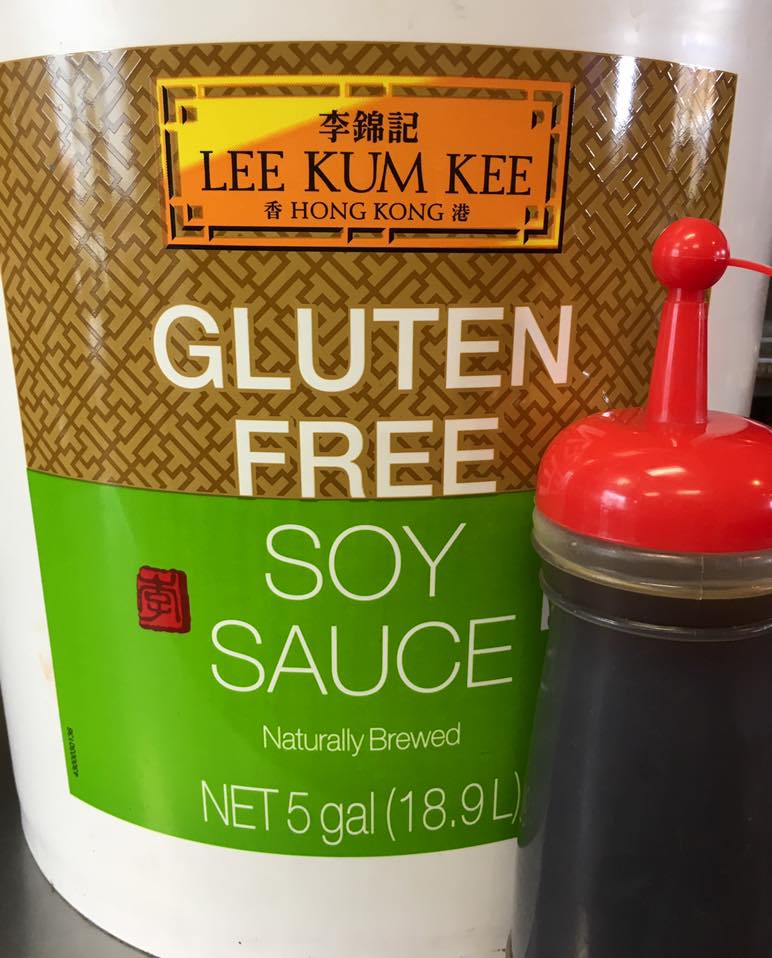 李錦記
LEE KUM KEE
香 HONG KONG 港
GLUTEN
FREE
SOY
李
SAUCE
Naturally Brewed
NET 5 gal (18.9 L)